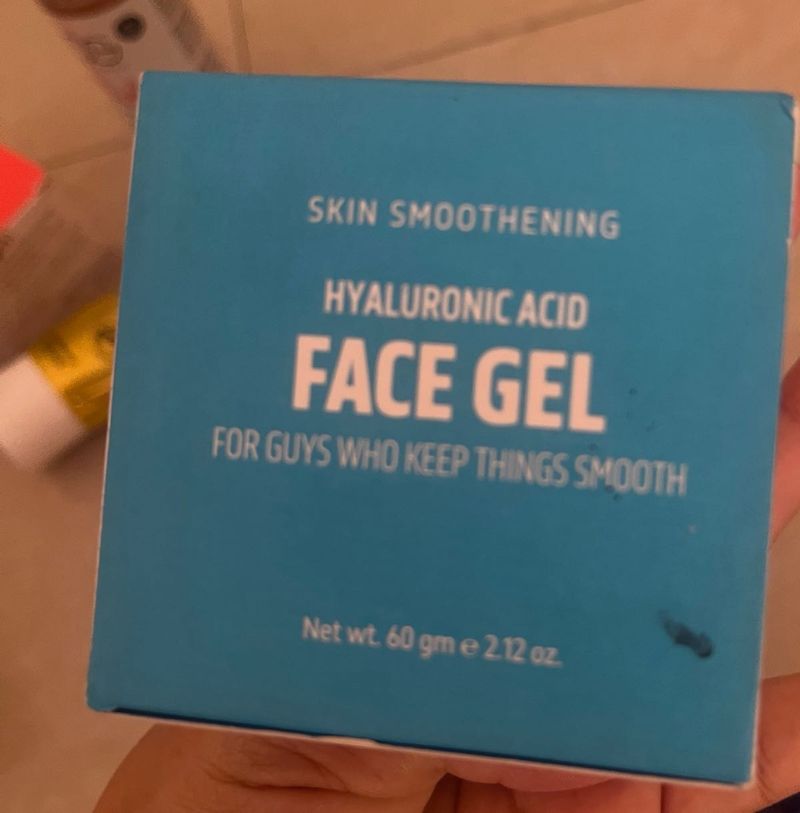 SKIN SMOOTHENING
HYALURONIC ACID
FACE GEL
FOR GUYS WHO KEEP THINGS SMOOTH
Net wt. 60 gm e 2.12 oz.